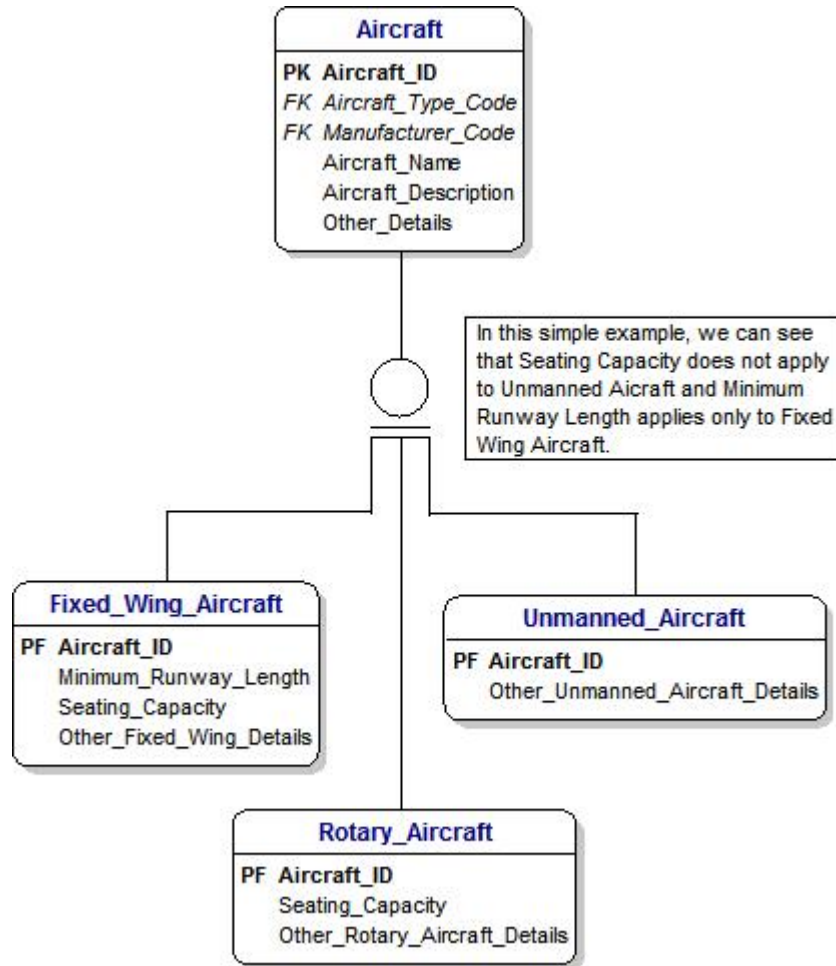 Aircraft
PK Aircraft_ID
FK Aircraft_Type_Code
FK Manufacturer_Code
Aircraft_Name
Aircraft_Description
Other_Details
In this simple example, we can see
that Seating Capacity does not apply
to Unmanned Aicraft and Minimum
Runway Length applies only to Fixed
Wing Aircraft.
Fixed_Wing_Aircraft
PF Aircraft_ID
Minimum_Runway_Length
Seating_Capacity
Other_Fixed_Wing_Details
Unmanned_Aircraft
PF Aircraft_ID
Other_Unmanned_Aircraft_Details
Rotary_Aircraft
PF Aircraft_ID
Seating_Capacity
Other_Rotary_Aircraft_Details